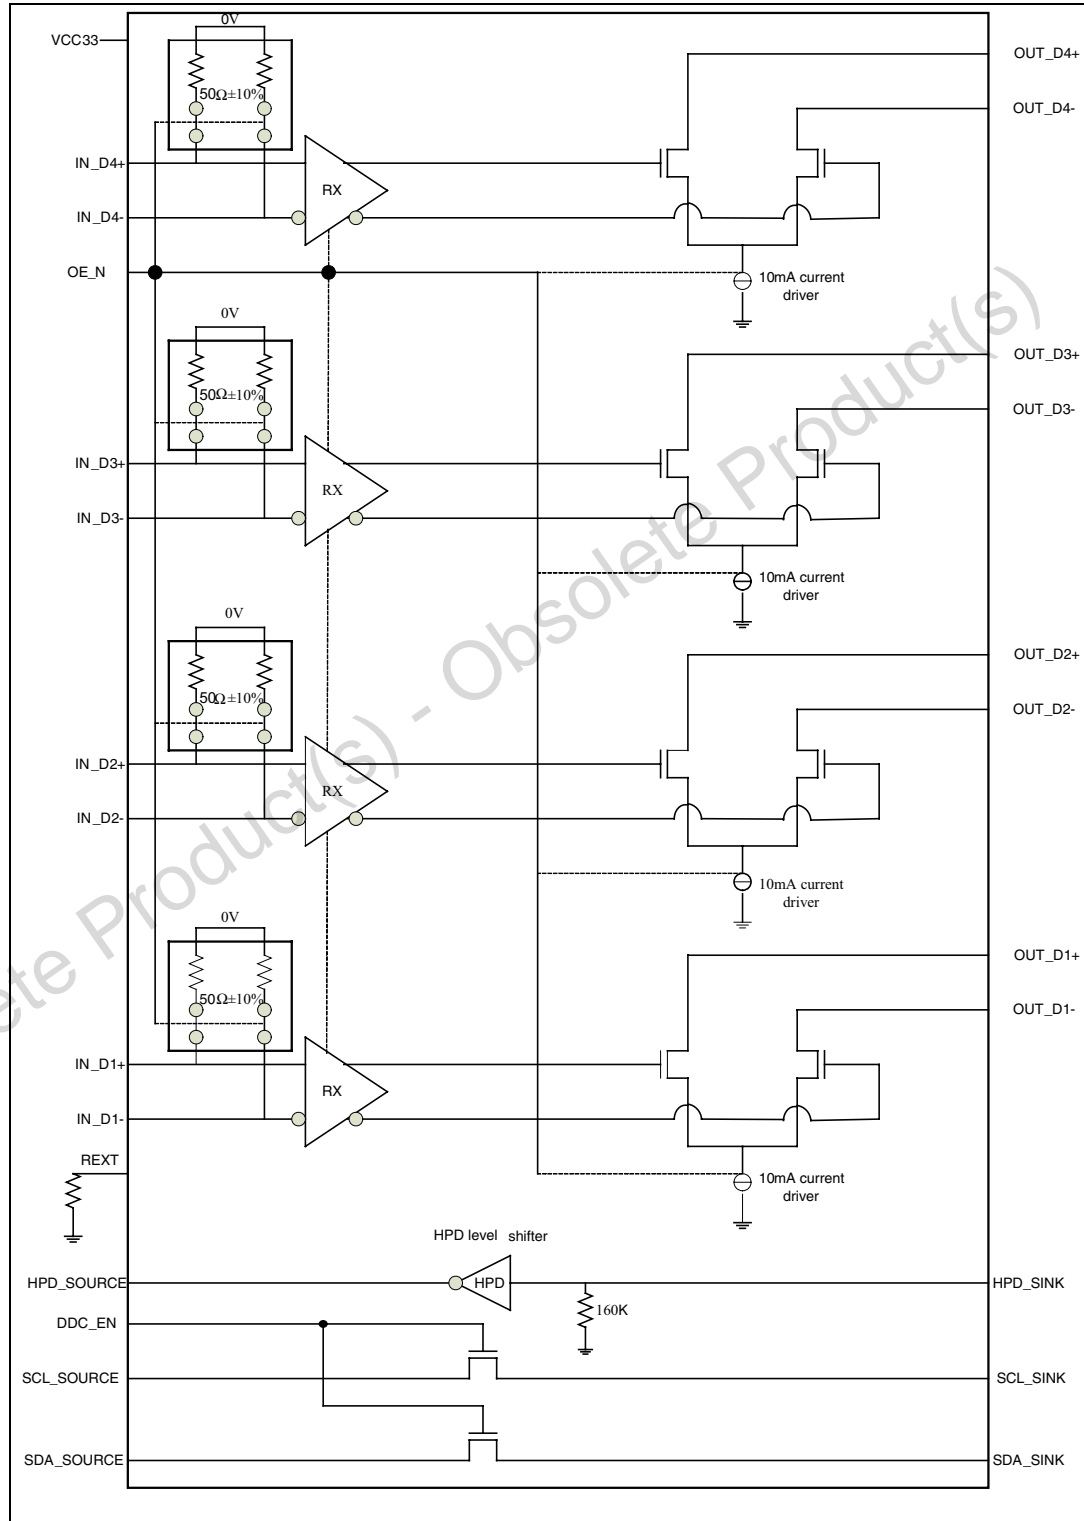 0V
VCC33
OUT_D4+
50Ω±10%
OUT_D4-
IN_D4+
RX
IN_D4-
OE_N
10mA current
driver
0V
OUT_D3+
50Ω±10%
OUT_D3-
IN_D3+
RX
IN_D3-
10mA current
driver
0V
OUT_D2+
50Ω±10%
OUT_D2-
IN_D2+
RX
IN_D2-
10mA current
driver
0V
OUT_D1+
50Ω±10%
OUT_D1-
IN_D1+
RX
IN_D1-
REXT
10mA current
driver
HPD level shifter
HPD_SOURCE
HPD
HPD_SINK
160K
DDC_EN
SCL_SOURCE
SCL_SINK
SDA_SOURCE
SDA_SINK
ete Product(s) - Obsolete Product(s)